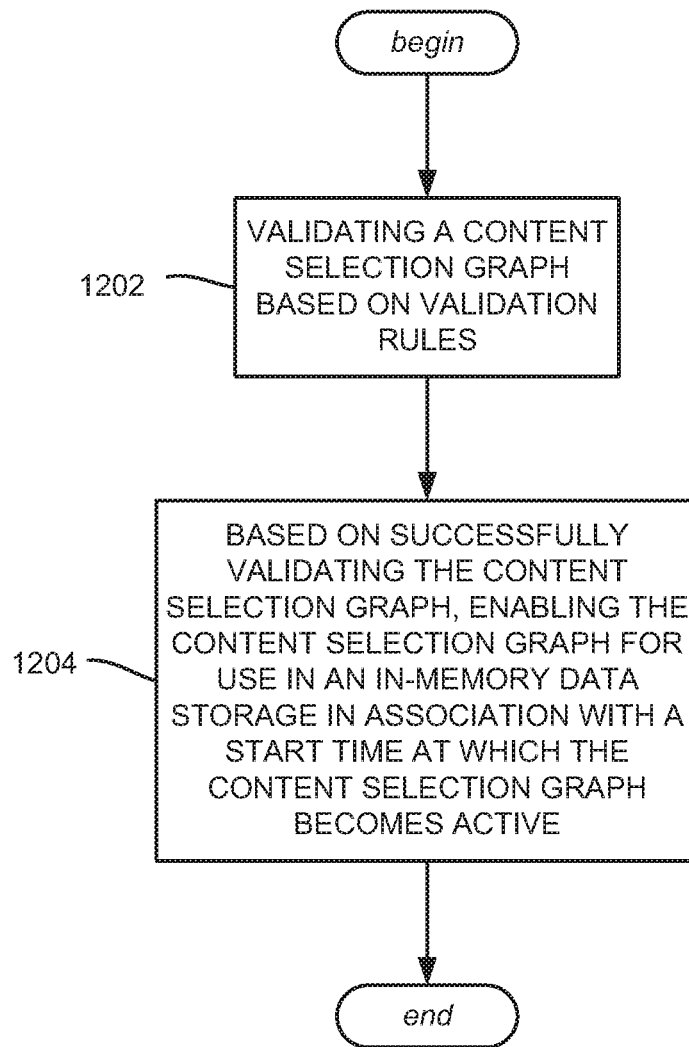 begin
1202
VALIDATING A CONTENT
SELECTION GRAPH
BASED ON VALIDATION
RULES
1204
BASED ON SUCCESSFULLY
VALIDATING THE CONTENT
SELECTION GRAPH, ENABLING THE
CONTENT SELECTION GRAPH FOR
USE IN AN IN-MEMORY DATA
STORAGE IN ASSOCIATION WITH A
START TIME AT WHICH THE
CONTENT SELECTION GRAPH
BECOMES ACTIVE
end